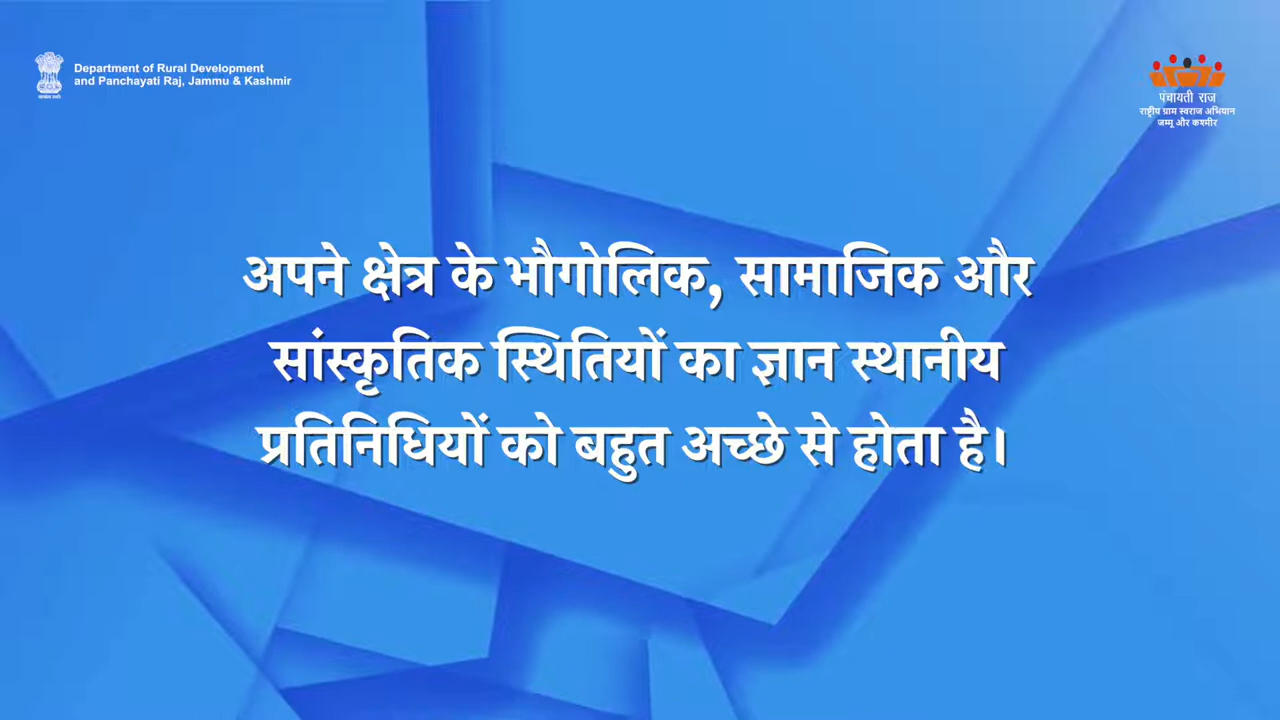 Department of Rural Development
and Panchayati Raj, Jammu & Kashmir
पंचायती राज
राष्ट्रीय ग्राम स्वराज अभियान
जम्मू और कश्मीर
अपने क्षेत्र के भौगोलिक, सामाजिक और
सांस्कृतिक स्थितियों का ज्ञान स्थानीय
प्रतिनिधियों को बहुत अच्छे से होता है।